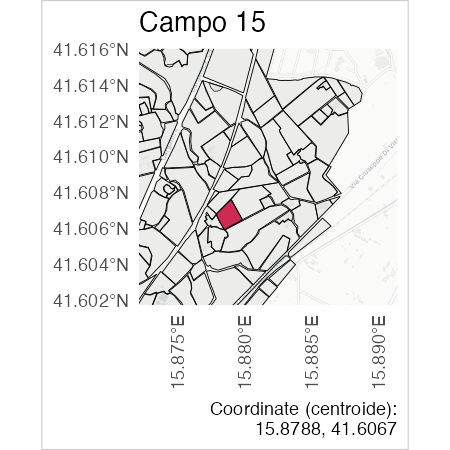 Campo 15
41.616°N
41.614°N
41.612°N
41.610°N
41.608°N
41.606°N
41.604°N
41.602°N
Via Giuseppe Di Vat
15.875°E
15.880°E
15.885°E
15.890°E
Coordinate (centroide):
15.8788, 41.6067